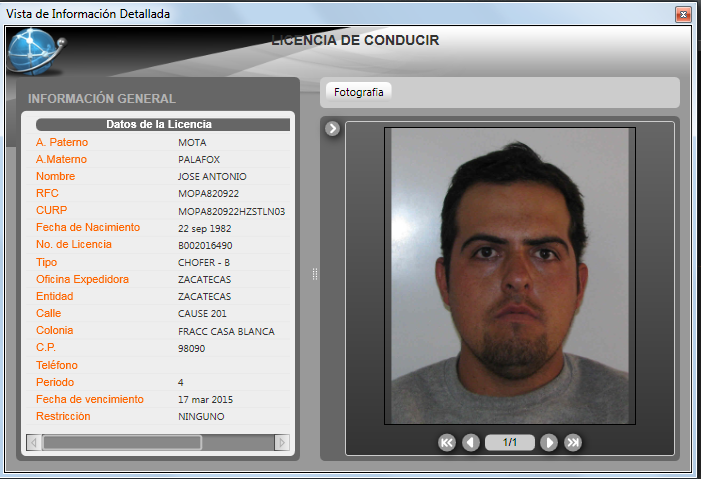 Vista de Información Detallada
LICENCIA DE CONDUCIR
INFORMACIÓN GENERAL
Datos de la Licencia
A. Paterno MOTA
A.Materno PALAFOX
Nombre JOSE ANTONIO
RFC MOPA820922
CURP MOPA820922HZSTLN03
Fecha de Nacimiento 22 sep 1982
No. de Licencia B002016490
Tipo CHOFER - B
Oficina Expedidora ZACATECAS
Entidad ZACATECAS
Calle CAUSE 201
Colonia FRACC CASA BLANCA
C.P. 98090
Teléfono
Periodo 4
Fecha de vencimiento 17 mar 2015
Restricción NINGUNO
Fotografía
1/1